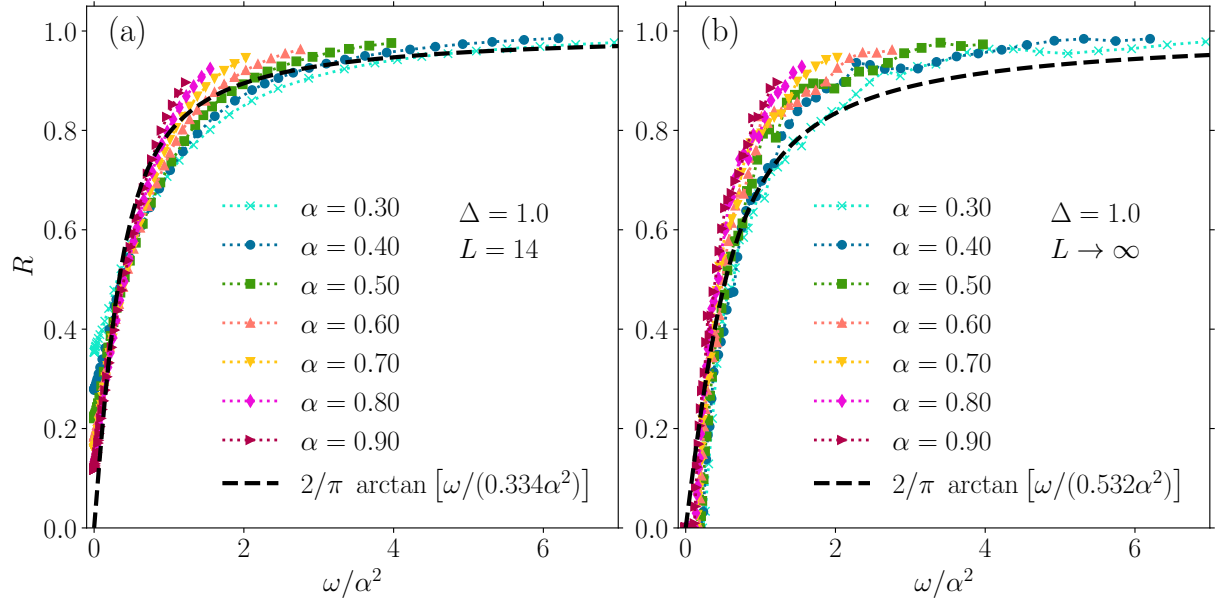 (a)
1.0
0.8
0.6
0.4
0.2
0.0
R
α = 0.30
α = 0.40
α = 0.50
α = 0.60
α = 0.70
α = 0.80
α = 0.90
2/π arctan [ω/(0.334α²)]
Δ = 1.0
L = 14
0
2
4
6
ω/α²
(b)
1.0
0.8
0.6
0.4
0.2
0.0
α = 0.30
α = 0.40
α = 0.50
α = 0.60
α = 0.70
α = 0.80
α = 0.90
2/π arctan [ω/(0.532α²)]
Δ = 1.0
L → ∞
0
2
4
6
ω/α²